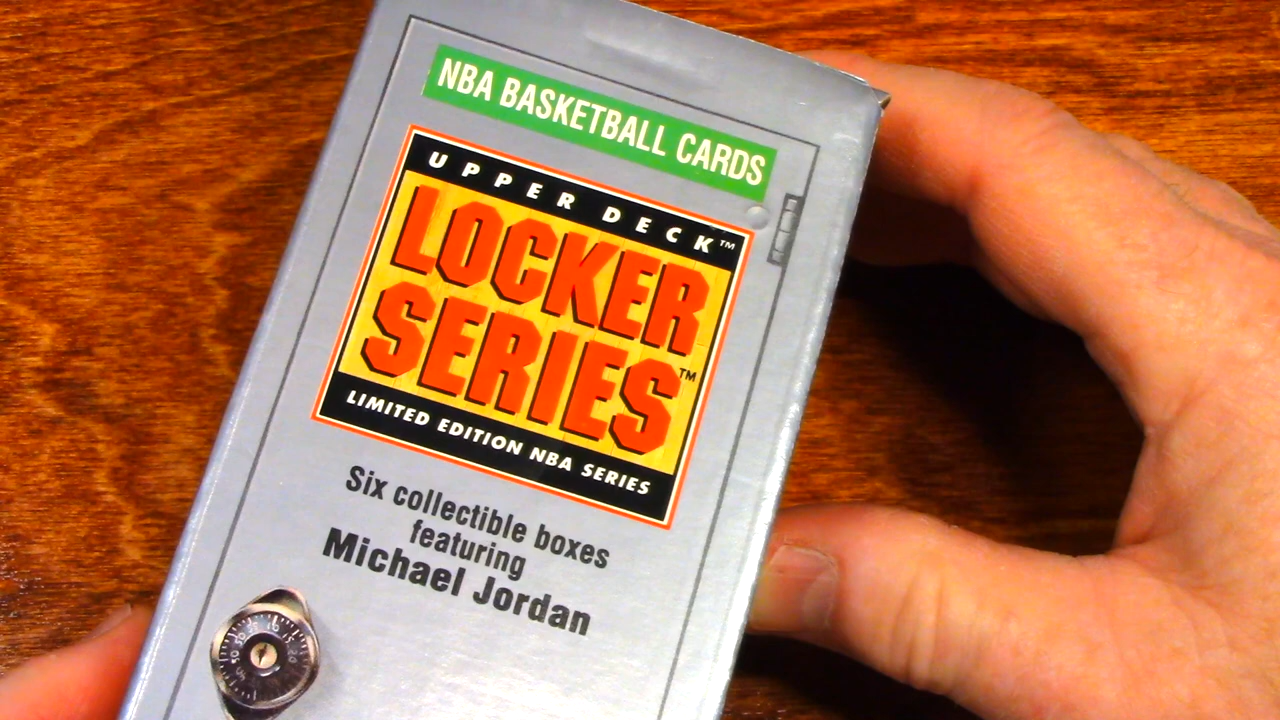 NBA BASKETBALL CARDS
UPPER DECK™
LOCKER
SERIES™
LIMITED EDITION NBA SERIES
Six collectible boxes
featuring
Michael Jordan